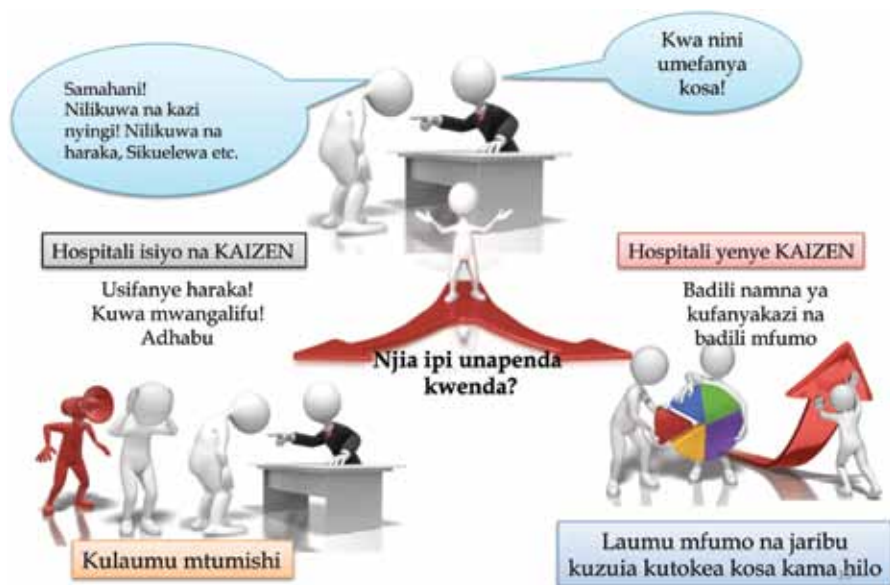 Samahani!
Nilikuwa na kazi
nyingi! Nilikuwa na
haraka, Sikuelewa etc.
Kwa nini
umefanya
kosa!
Hospitali isiyo na KAIZEN
Usifanye haraka!
Kuwa mwangalifu!
Adhabu
Hospitali yenye KAIZEN
Badili namna ya
kufanyakazi na
badili mfumo
Njia ipi unapenda
kwenda?
Kulaumu mtumishi
Laumu mfumo na jaribu
kuzuia kutokea kosa kama hilo